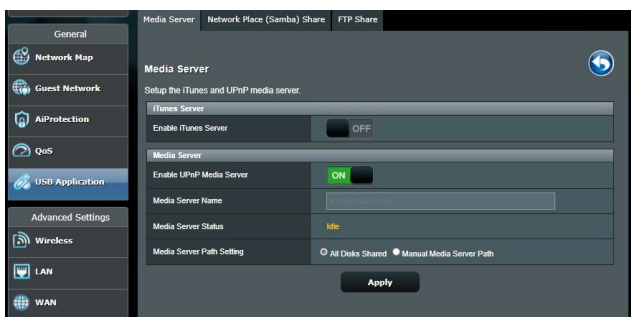 Media Server Network Place (Samba) Share FTP Share
General
Network Map
Guest Network
AiProtection
QoS
USB Application
Advanced Settings
Wireless
LAN
WAN
Media Server
Setup the iTunes and UPnP media server.
iTunes Server
Enable iTunes Server OFF
Media Server
Enable UPnP Media Server ON
Media Server Name
Media Server Status Idle
Media Server Path Setting All Disks Shared Manual Media Server Path
Apply